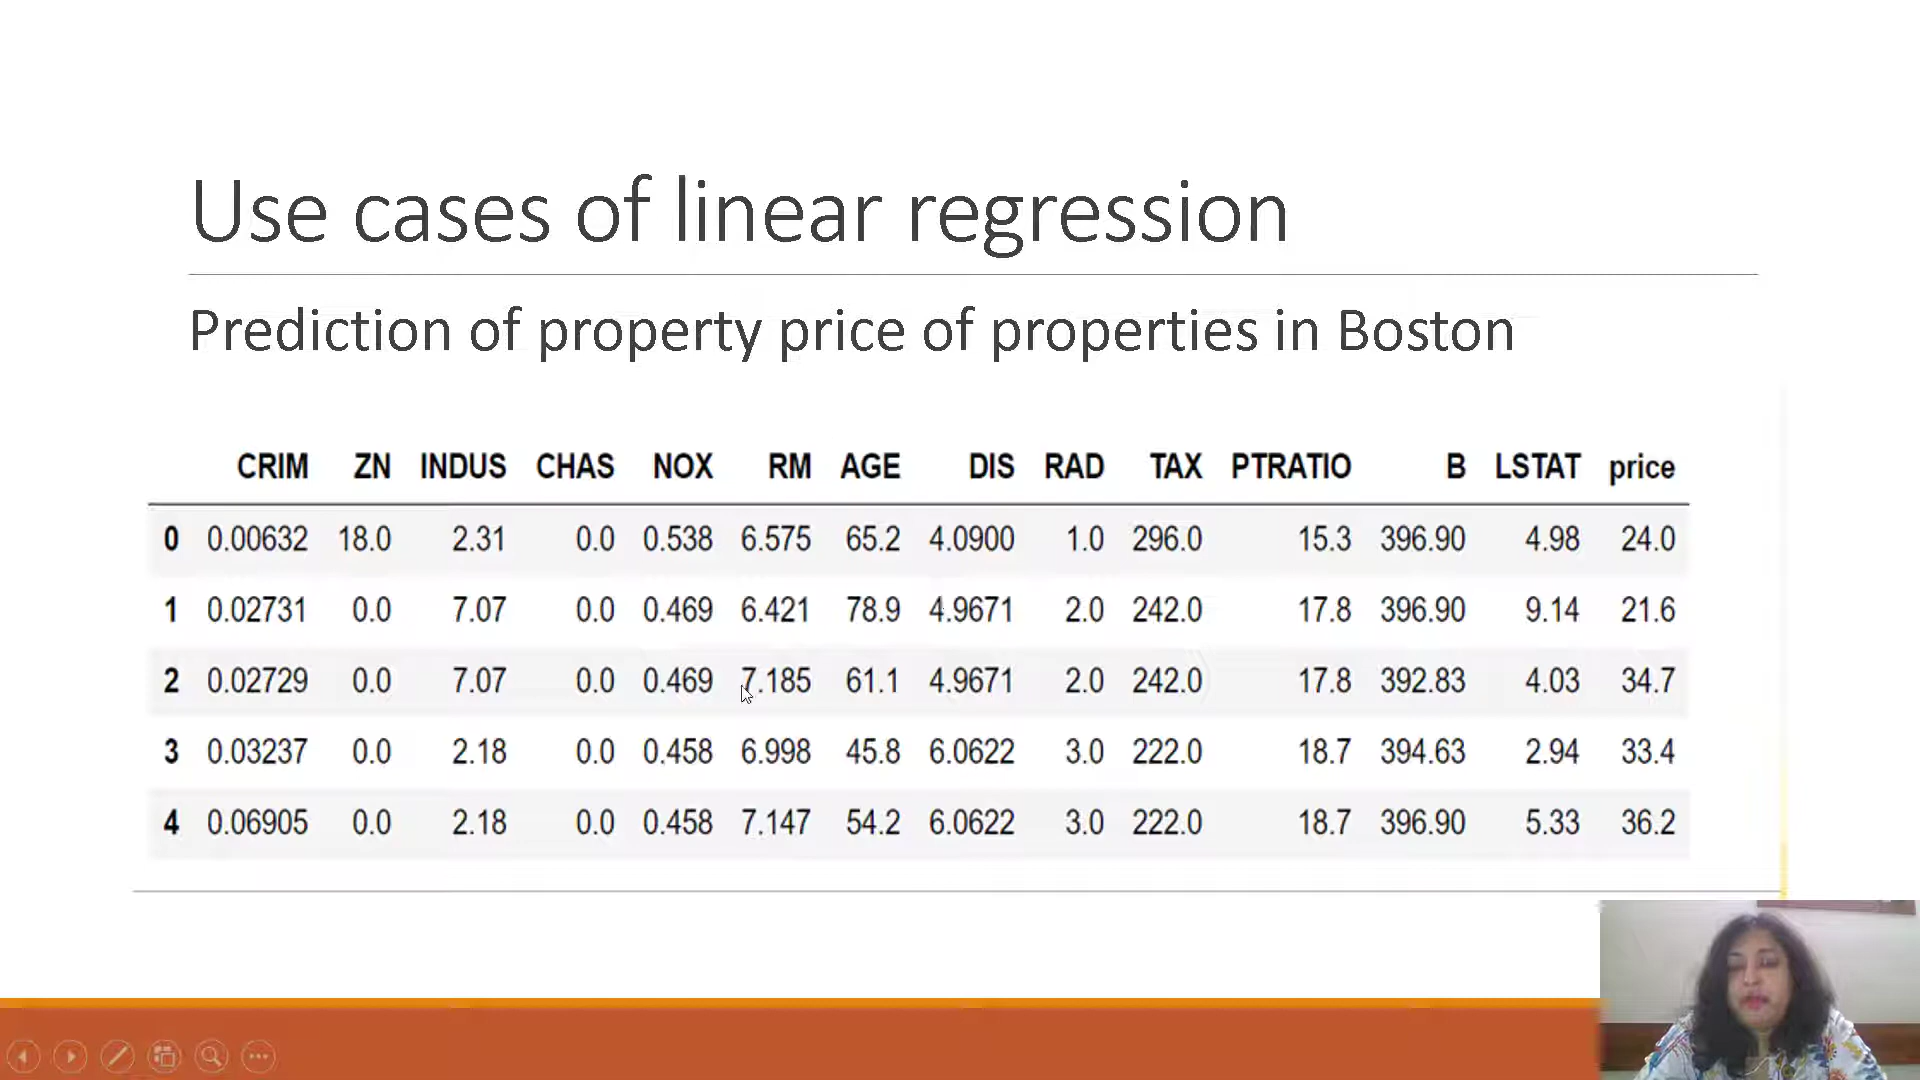 Use cases of linear regression
Prediction of property price of properties in Boston
CRIM ZN INDUS CHAS NOX RM AGE DIS RAD TAX PTRATIO B LSTAT price
0 0.00632 18.0 2.31 0.0 0.538 6.575 65.2 4.0900 1.0 296.0 15.3 396.90 4.98 24.0
1 0.02731 0.0 7.07 0.0 0.469 6.421 78.9 4.9671 2.0 242.0 17.8 396.90 9.14 21.6
2 0.02729 0.0 7.07 0.0 0.469 7.185 61.1 4.9671 2.0 242.0 17.8 392.83 4.03 34.7
3 0.03237 0.0 2.18 0.0 0.458 6.998 45.8 6.0622 3.0 222.0 18.7 394.63 2.94 33.4
4 0.06905 0.0 2.18 0.0 0.458 7.147 54.2 6.0622 3.0 222.0 18.7 396.90 5.33 36.2